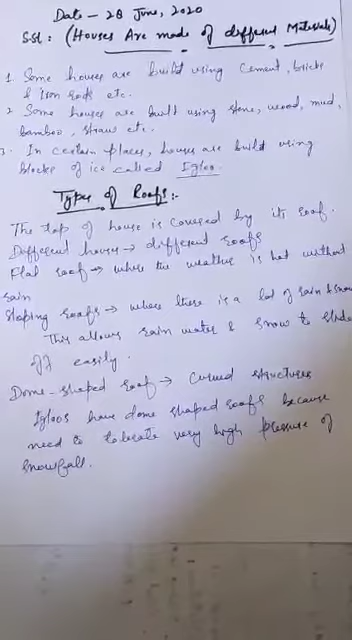 Date - 28 June, 2020
SSt: (Houses Are made of different Materials)
1. Some houses are built using Cement, bricks
& Iron rods etc.
2. Some houses are built using stone, wood, mud,
bamboo, straw etc.
3. In certain places, houses are build using
blocks of ice called Igloo.
Types of Roofs:-
The top of house is covered by its roof.
Different houses → different roofs
Flat roof → where the weather is hot without
rain
Sloping roofs → where there is a lot of rain & snow
This allows rain water & snow to slide
off easily.
Dome-shaped roof → Curved structures
Igloos have dome shaped roofs because
need to tolerate very high pressure of
snowfall.